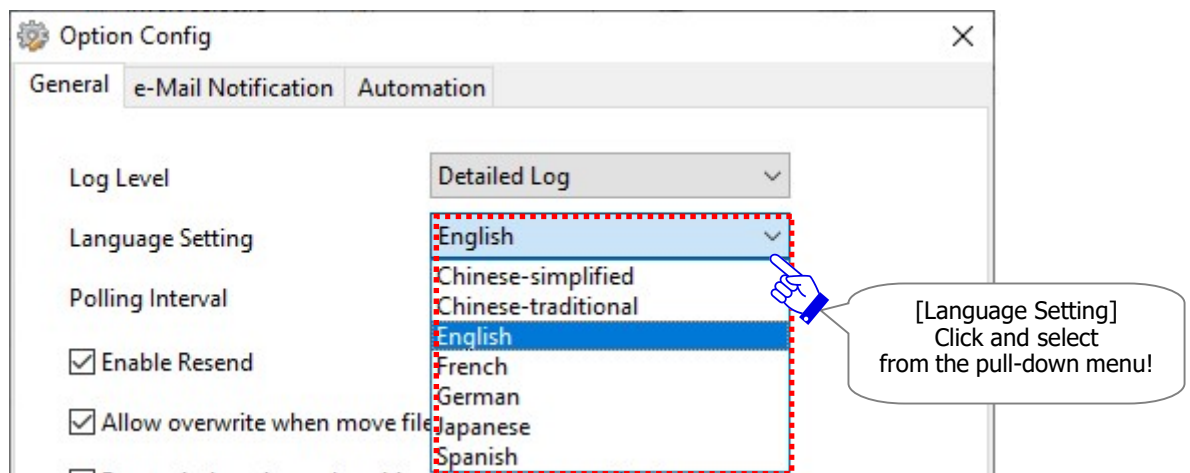 Option Config
General e-Mail Notification Automation
Log Level Detailed Log
Language Setting English
Chinese-simplified
Polling Interval Chinese-traditional
English
Enable Resend French
German
Allow overwrite when move file Japanese
Spanish
[Language Setting]
Click and select
from the pull-down menu!